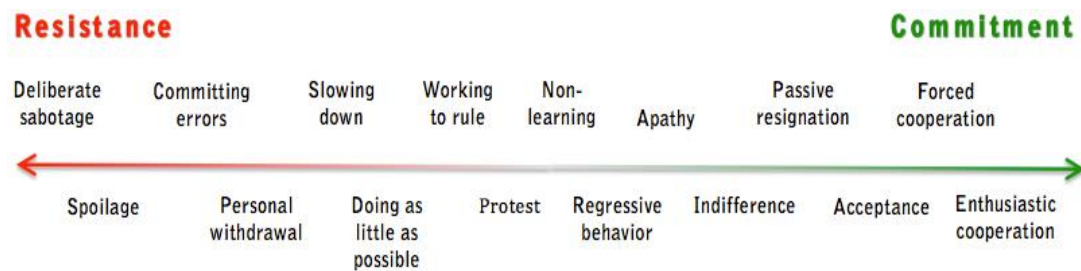 Resistance
Commitment
Deliberate
sabotage
Committing
errors
Slowing
down
Working
to rule
Non-
learning
Apathy
Passive
resignation
Forced
cooperation
Spoilage
Personal
withdrawal
Doing as
little as
possible
Protest
Regressive
behavior
Indifference
Acceptance
Enthusiastic
cooperation